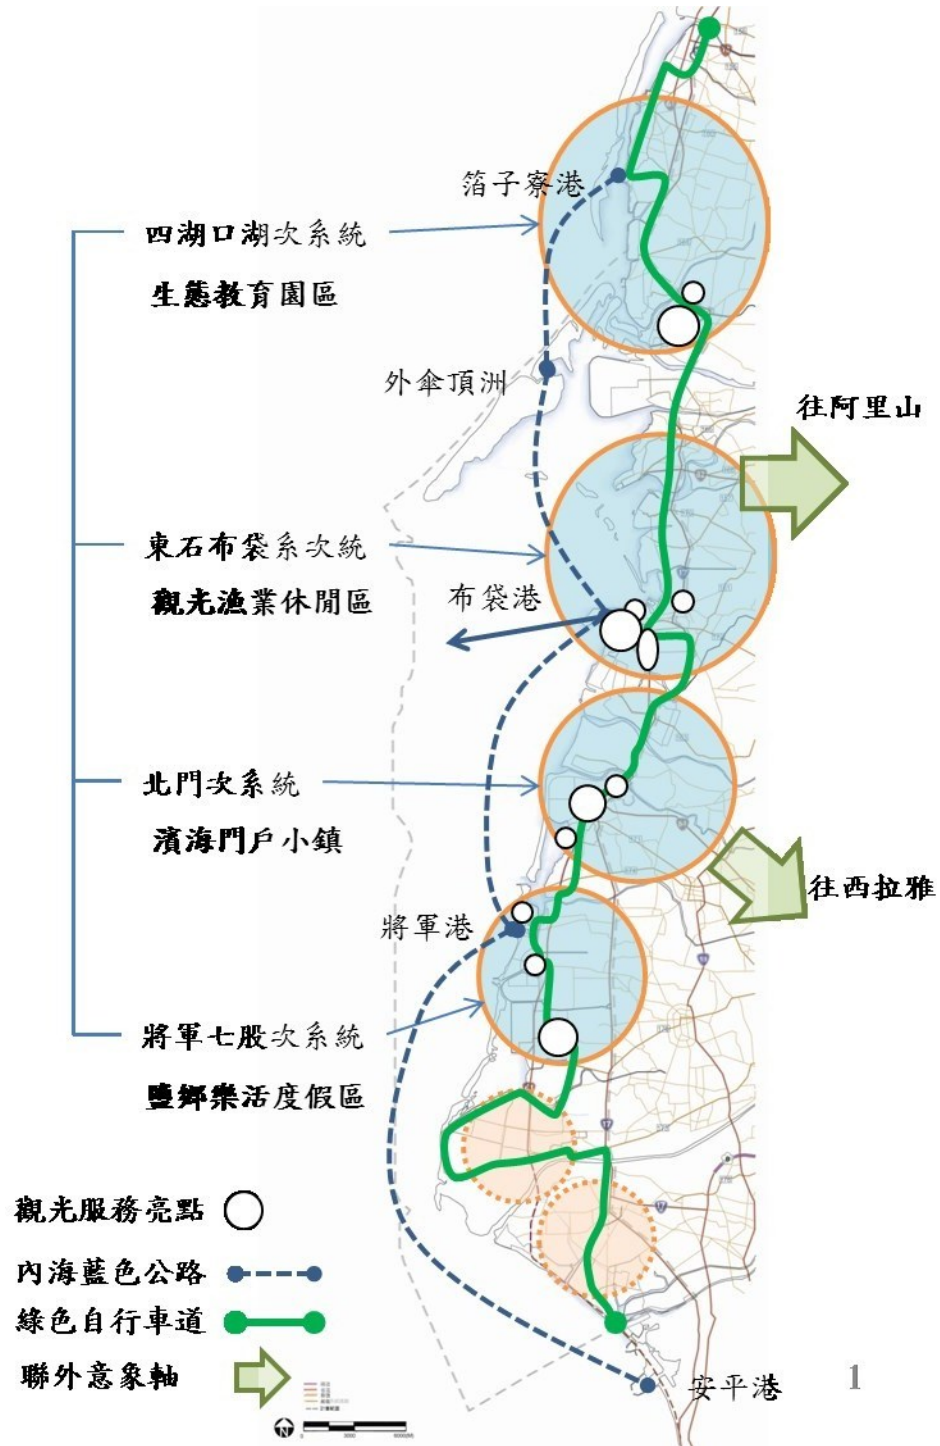 箔子寮港
四湖口湖次系統
生態教育園區
外傘頂洲
往阿里山
東石布袋系次統
觀光漁業休閒區
布袋港
北門次系統
濱海門戶小鎮
往西拉雅
將軍港
將軍七股次系統
鹽鄉樂活度假區
17
17
觀光服務亮點
內海藍色公路
綠色自行車道
聯外意象軸
安平港
1
N